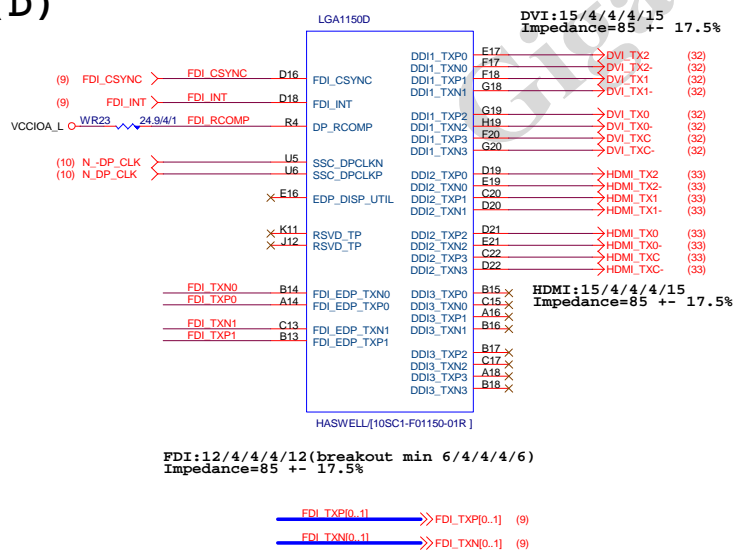 D)
LGA1150D
DVI:15/4/4/4/15
Impedance=85 +- 17.5%
(9) FDI_CSYNC FDI_CSYNC D16 FDI_CSYNC
(9) FDI_INT FDI_INT D18 FDI_INT
VCCIOA_L WR23 24.9/4/1 FDI_RCOMP R4 DP_RCOMP
(10) N_-DP_CLK U5 SSC_DPCLKN
(10) N_DP_CLK U6 SSC_DPCLKP
E16 EDP_DISP_UTIL
K11 RSVD_TP
J12 RSVD_TP
FDI_TXN0 B14 FDI_EDP_TXN0
FDI_TXP0 A14 FDI_EDP_TXP0
FDI_TXN1 C13 FDI_EDP_TXN1
FDI_TXP1 B13 FDI_EDP_TXP1
DDI1_TXP0 E17 DVI_TX2 (32)
DDI1_TXN0 F17 DVI_TX2- (32)
DDI1_TXP1 F18 DVI_TX1 (32)
DDI1_TXN1 G18 DVI_TX1- (32)
DDI1_TXP2 G19 DVI_TX0 (32)
DDI1_TXN2 H19 DVI_TX0- (32)
DDI1_TXP3 F20 DVI_TXC (32)
DDI1_TXN3 G20 DVI_TXC- (32)
DDI2_TXP0 D19 HDMI_TX2 (33)
DDI2_TXN0 E19 HDMI_TX2- (33)
DDI2_TXP1 C20 HDMI_TX1 (33)
DDI2_TXN1 D20 HDMI_TX1- (33)
DDI2_TXP2 D21 HDMI_TX0 (33)
DDI2_TXN2 E21 HDMI_TX0- (33)
DDI2_TXP3 C22 HDMI_TXC (33)
DDI2_TXN3 D22 HDMI_TXC- (33)
HDMI:15/4/4/4/15
Impedance=85 +- 17.5%
DDI3_TXP0 B15
DDI3_TXN0 C15
DDI3_TXP1 A16
DDI3_TXN1 B16
DDI3_TXP2 B17
DDI3_TXN2 C17
DDI3_TXP3 A18
DDI3_TXN3 B18
HASWELL/[10SC1-F01150-01R ]
FDI:12/4/4/4/12(breakout min 6/4/4/4/6)
Impedance=85 +- 17.5%
FDI_TXP[0..1] FDI_TXP[0..1] (9)
FDI_TXN[0..1] FDI_TXN[0..1] (9)
Giga